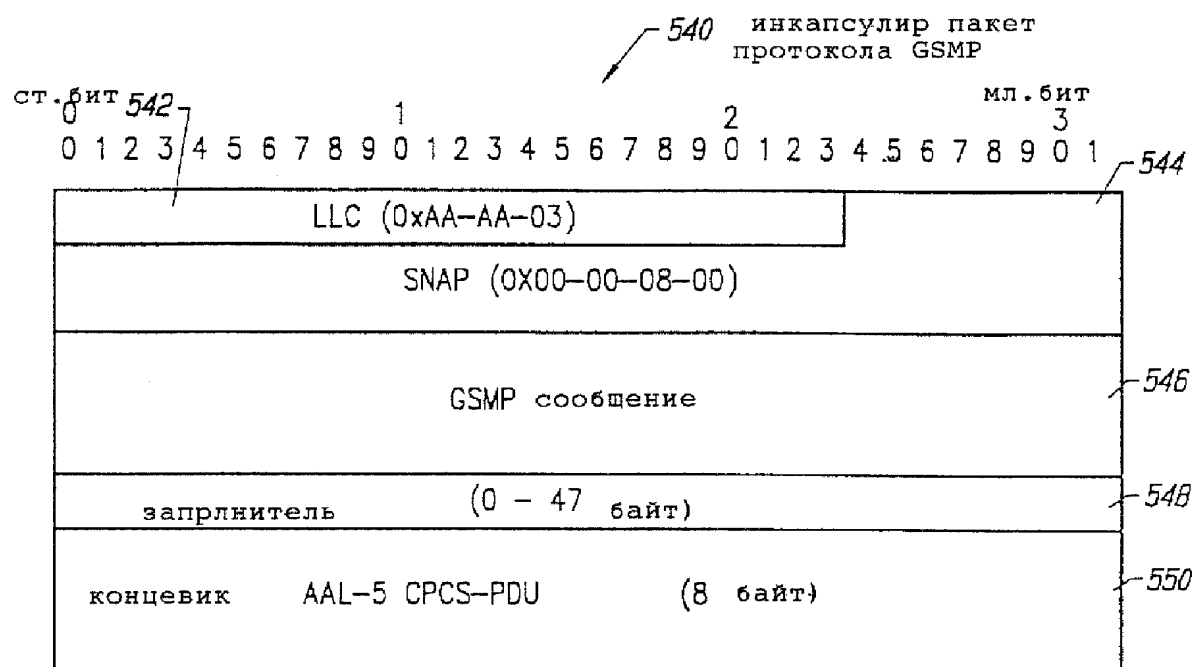 540 инкапсулир пакет
протокола GSMP
ст.бит 542 мл.бит
0 1 2 3
0 1 2 3 4 5 6 7 8 9 0 1 2 3 4 5 6 7 8 9 0 1 2 3 4 .5 6 7 8 9 0 1
544
LLC (0xAA-AA-03)
SNAP (0X00-00-08-00)
GSMP сообщение
546
запрлнитель (0 - 47 байт)
548
концевик AAL-5 CPCS-PDU (8 байт)
550